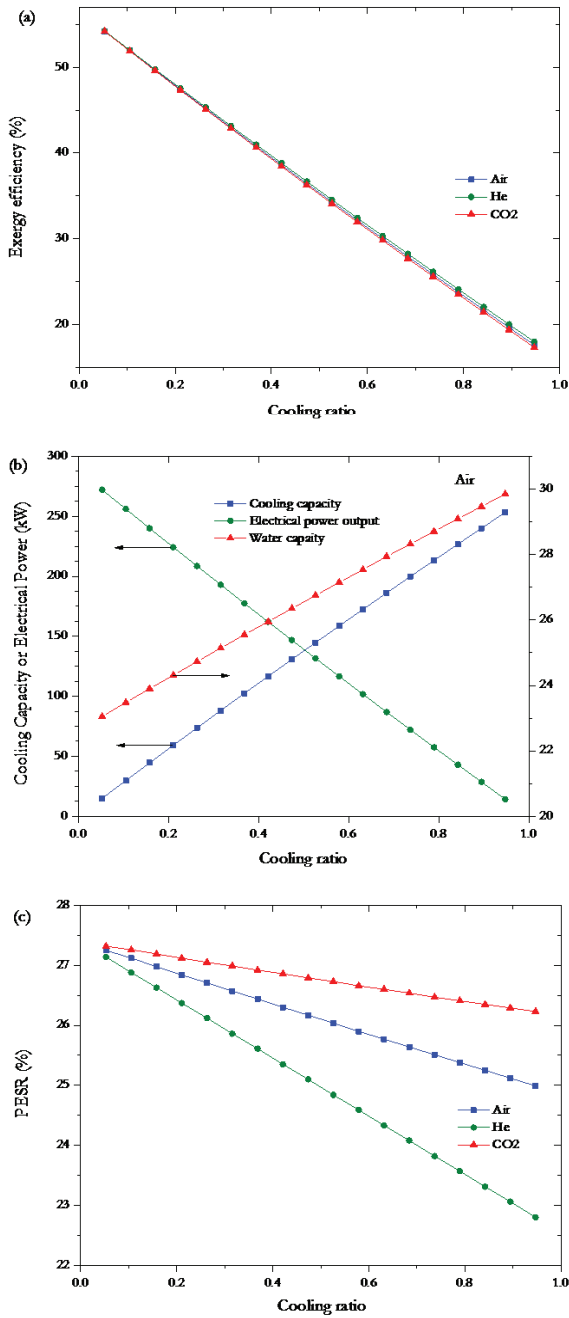 (a)
Exergy efficiency (%)
50
40
30
20
Air
He
CO2
0.0 0.2 0.4 0.6 0.8 1.0
Cooling ratio
(b)
Cooling Capacity or Electrical Power (kW)
300
250
200
150
100
50
0
Air
Cooling capacity
Electrical power output
Water capaity
30
28
26
24
22
20
0.0 0.2 0.4 0.6 0.8 1.0
Cooling ratio
(c)
PESR (%)
28
27
26
25
24
23
22
Air
He
CO2
0.0 0.2 0.4 0.6 0.8 1.0
Cooling ratio